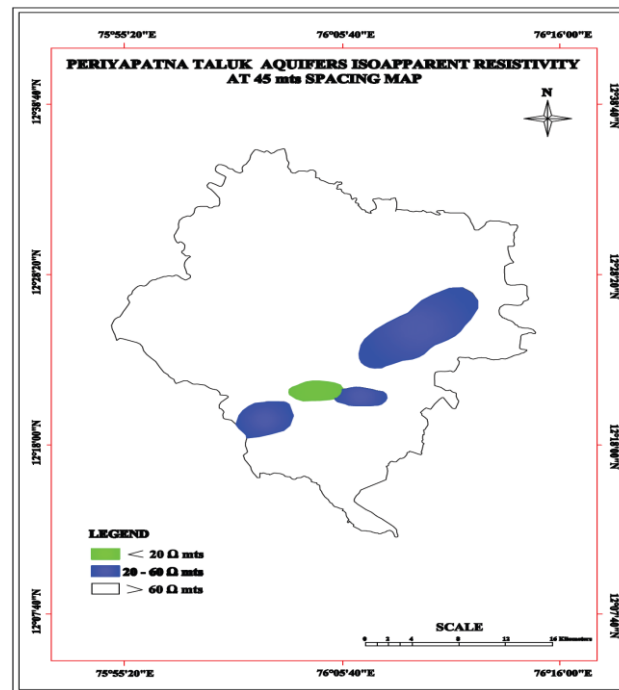 75°55'20"E 76°05'40"E 76°16'00"E
PERIYAPATNA TALUK AQUIFERS ISOAPPARENT RESISTIVITY
AT 45 mts SPACING MAP
N
12°38'40"N 12°38'40"N
12°28'20"N 12°28'20"N
12°18'00"N 12°18'00"N
LEGEND
< 20 Ω mts
20 - 60 Ω mts
> 60 Ω mts
12°07'40"N 12°07'40"N
SCALE
0 2 4 8 12 16 Kilometers
75°55'20"E 76°05'40"E 76°16'00"E